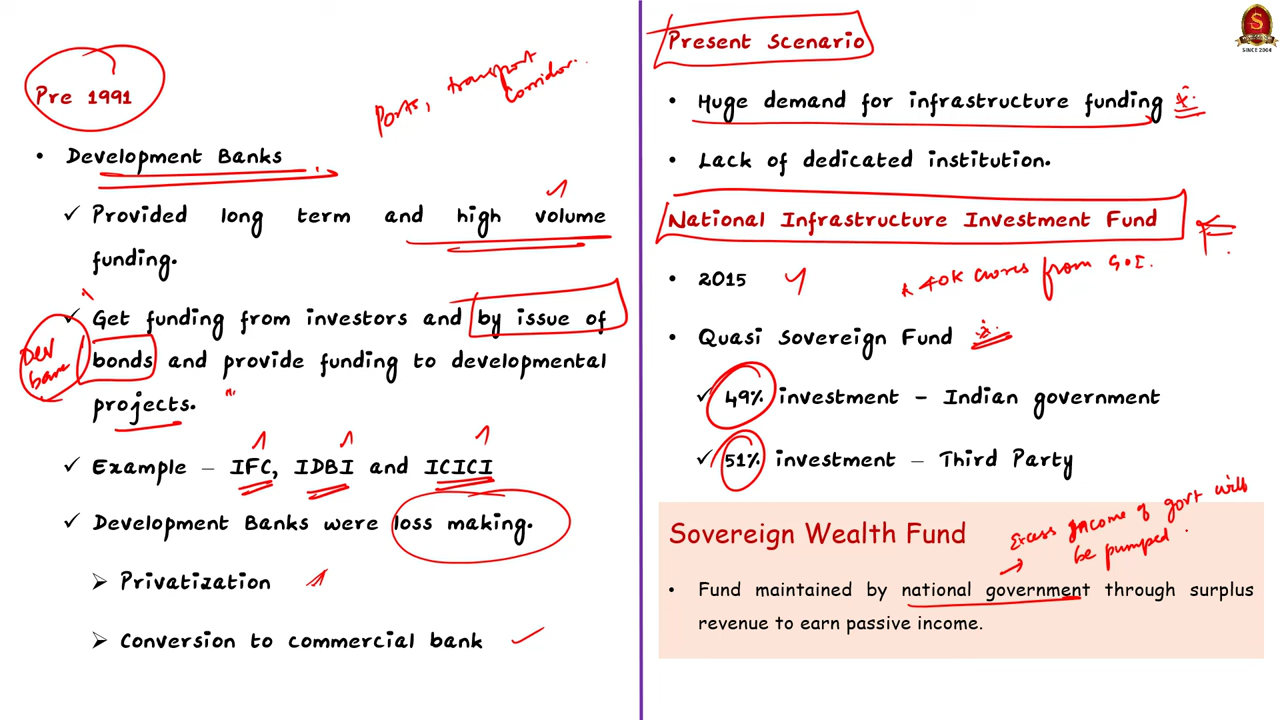 Pre 1991
Ports, transport
Corridor..
• Development Banks
✓ Provided long term and high volume
funding.
✓ Get funding from investors and by issue of
bonds and provide funding to developmental
projects.
Dev
bank
✓ Example – IFC, IDBI and ICICI
✓ Development Banks were loss making.
➢ Privatization
➢ Conversion to commercial bank
S
SINCE 2004
Present Scenario
• Huge demand for infrastructure funding
• Lack of dedicated institution.
National Infrastructure Investment Fund
• 2015
40K crores from G.O.I.
• Quasi Sovereign Fund
✓ 49% investment - Indian government
✓ 51% investment – Third Party
Sovereign Wealth Fund
Excess Income of govt will
be pumped
• Fund maintained by national government through surplus
revenue to earn passive income.